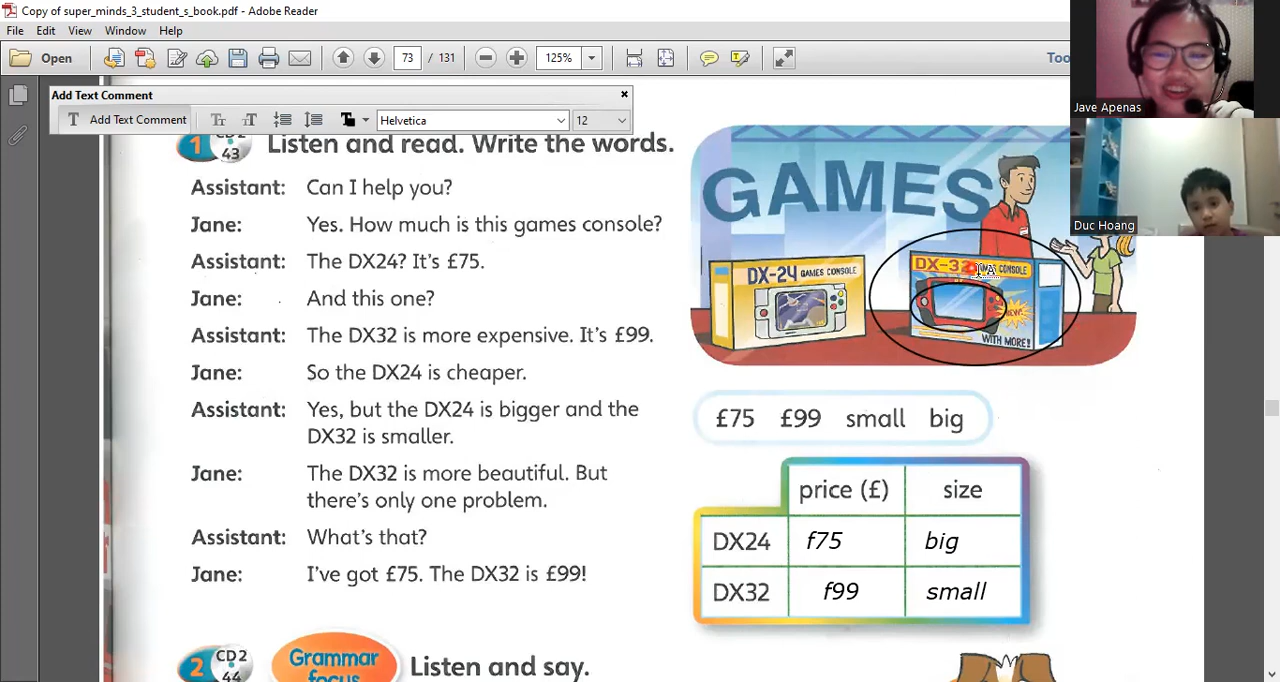 Copy of super_minds_3_student_s_book.pdf - Adobe Reader
File Edit View Window Help
Open 73 / 131 125% Too
Add Text Comment
Add Text Comment Helvetica 12
1 CD2 43 Listen and read. Write the words.
Assistant: Can I help you?
Jane: Yes. How much is this games console?
Assistant: The DX24? It's £75.
Jane: And this one?
Assistant: The DX32 is more expensive. It's £99.
Jane: So the DX24 is cheaper.
Assistant: Yes, but the DX24 is bigger and the
DX32 is smaller.
Jane: The DX32 is more beautiful. But
there's only one problem.
Assistant: What's that?
Jane: I've got £75. The DX32 is £99!
2 CD2 44 Grammar focus Listen and say.
GAMES
DX-24 GAMES CONSOLE
DX-32 CONSOLE
NEW!
WITH MORE!!
£75 £99 small big
price (£) size
DX24 f75 big
DX32 f99 small
Jave Apenas
Duc Hoang